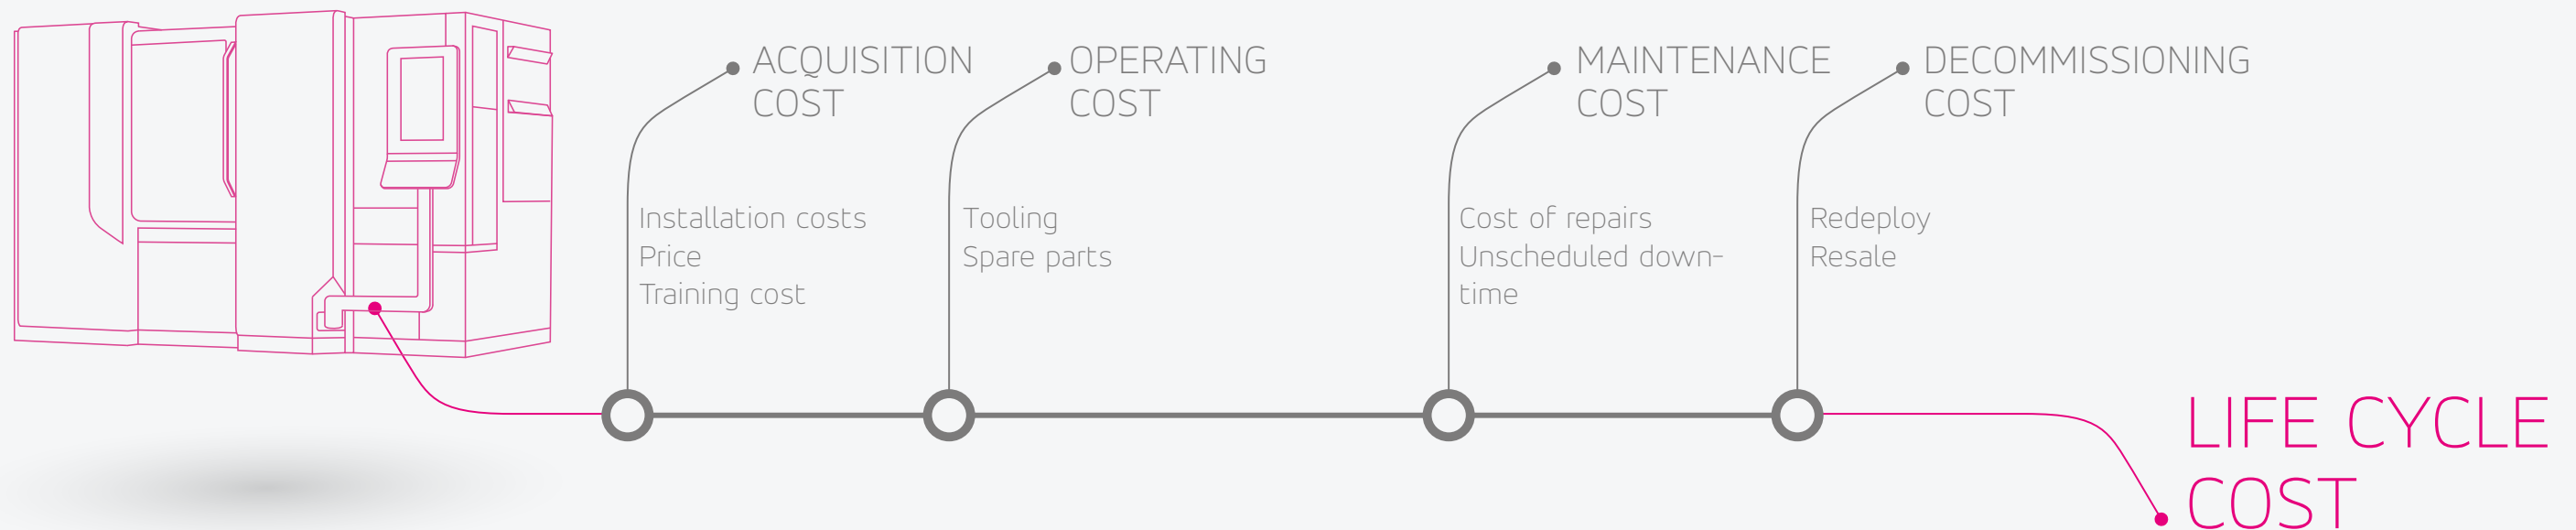 ACQUISITION
COST
Installation costs
Price
Training cost
OPERATING
COST
Tooling
Spare parts
MAINTENANCE
COST
Cost of repairs
Unscheduled down-
time
DECOMMISSIONING
COST
Redeploy
Resale
LIFE CYCLE
COST